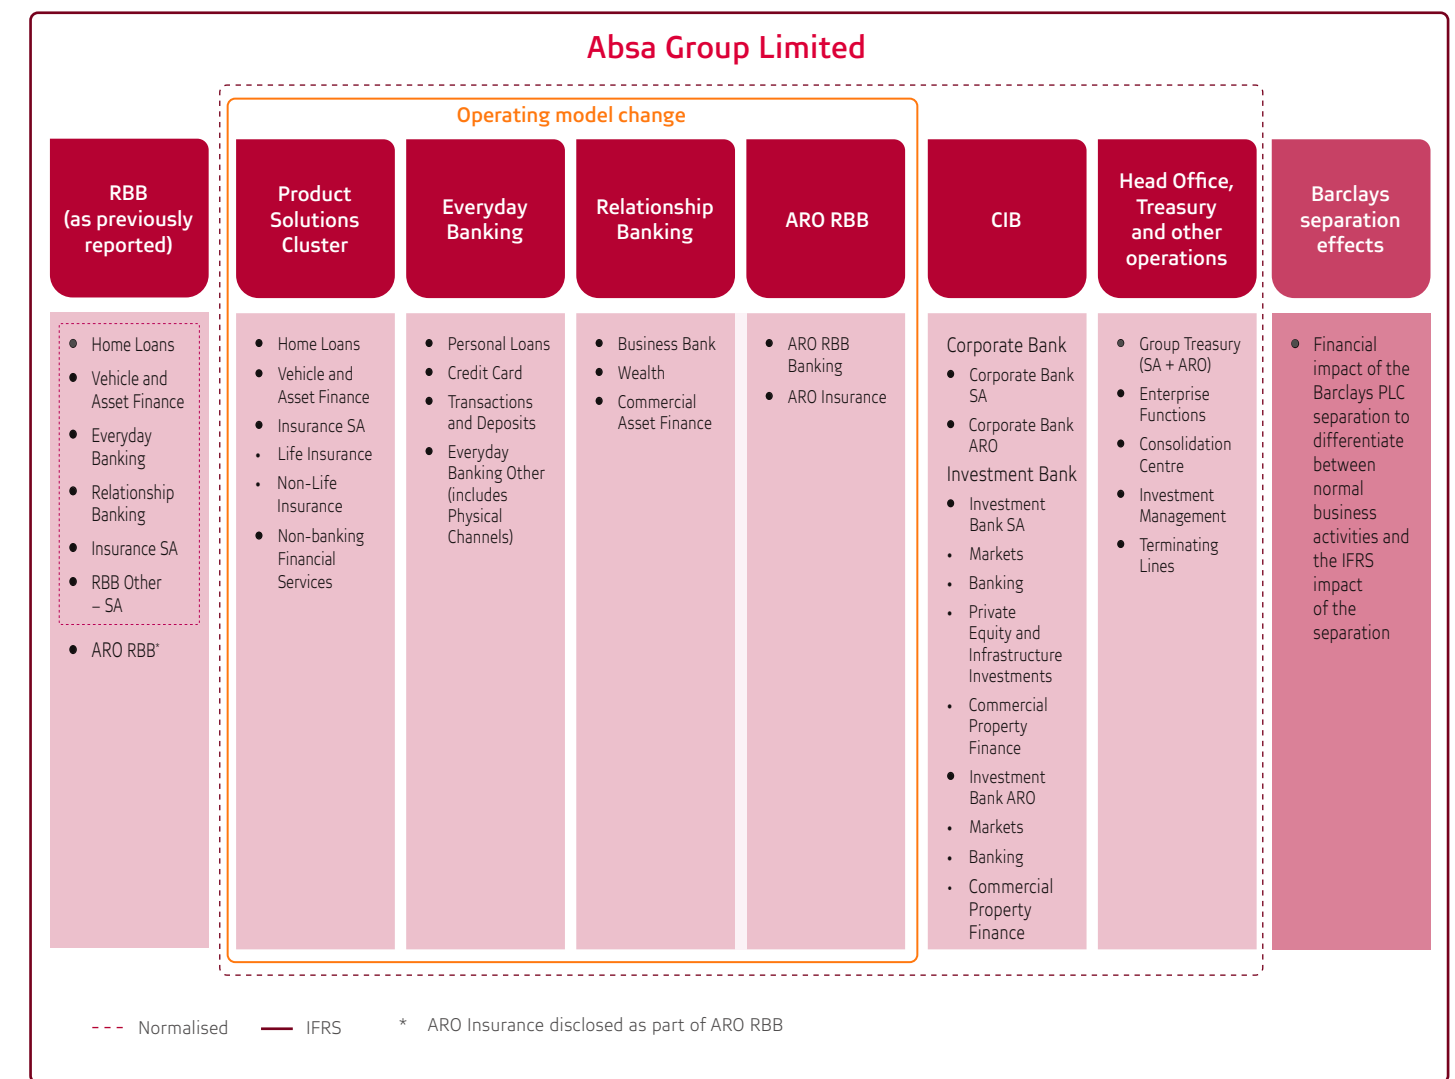 Absa Group Limited
Operating model change
RBB
(as previously
reported)
Product
Solutions
Cluster
Everyday
Banking
Relationship
Banking
ARO RBB
CIB
Head Office,
Treasury
and other
operations
Barclays
separation
effects
• Home Loans
• Vehicle and
Asset Finance
• Everyday
Banking
• Relationship
Banking
• Insurance SA
• RBB Other
– SA
• ARO RBB*
• Home Loans
• Vehicle and
Asset Finance
• Insurance SA
• Life Insurance
• Non-Life
Insurance
• Non-banking
Financial
Services
• Personal Loans
• Credit Card
• Transactions
and Deposits
• Everyday
Banking Other
(includes
Physical
Channels)
• Business Bank
• Wealth
• Commercial
Asset Finance
• ARO RBB
Banking
• ARO Insurance
Corporate Bank
• Corporate Bank
SA
• Corporate Bank
ARO
Investment Bank
• Investment
Bank SA
• Markets
• Banking
• Private
Equity and
Infrastructure
Investments
• Commercial
Property
Finance
• Investment
Bank ARO
• Markets
• Banking
• Commercial
Property
Finance
• Group Treasury
(SA + ARO)
• Enterprise
Functions
• Consolidation
Centre
• Investment
Management
• Terminating
Lines
• Financial
impact of the
Barclays PLC
separation to
differentiate
between
normal
business
activities and
the IFRS
impact
of the
separation
Normalised
IFRS
* ARO Insurance disclosed as part of ARO RBB